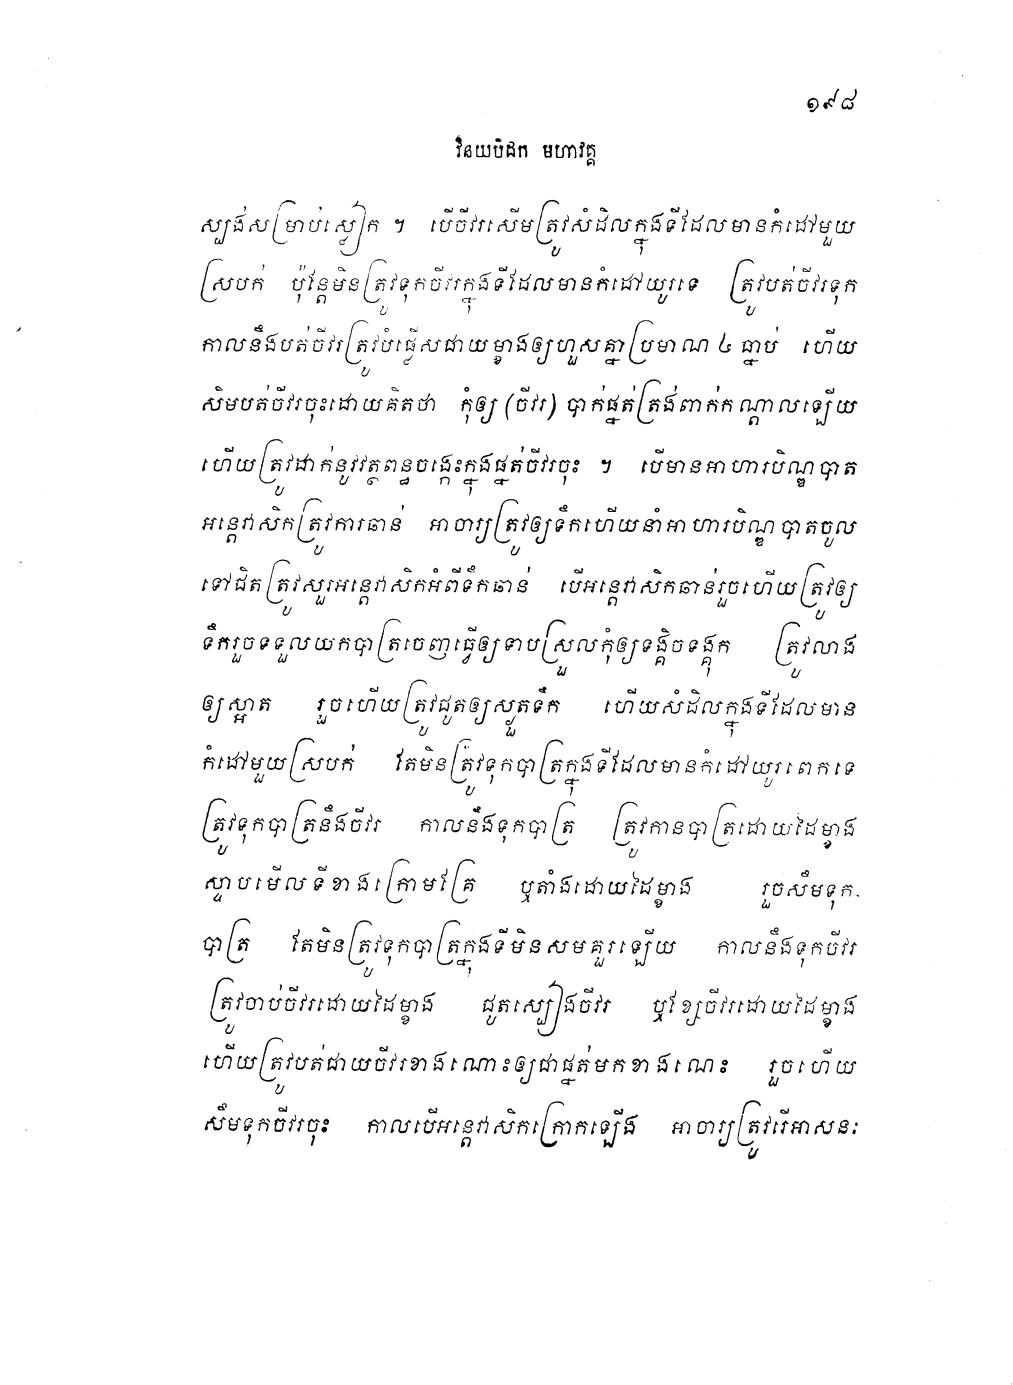 ១៩៨
វិនយបិដក មហាវគ្គ
ស្បង់សម្រាប់ស្លៀក ។ បើចីវរសើមត្រូវសំដិលក្នុងទីដែលមានកំដៅមួយ
ស្របក់ ប៉ុន្តែមិនត្រូវទុកចីវរក្នុងទីដែលមានកំដៅយូរទេ ត្រូវបត់ចីវរទុក
កាលនឹងបត់ចីវរត្រូវបំផ្លើសជាយម្ខាងឲ្យហួសគ្នាប្រមាណ ៤ ធ្នាប់ ហើយ
សិមបត់ចីវរចុះដោយគិតថា កុំឲ្យ (ចីវរ) បាក់ផ្នត់ត្រង់ពាក់កណ្តាលឡើយ
ហើយត្រូវដាក់នូវវត្ថពន្ធចង្កេះក្នុងផ្នត់ចីវរចុះ ។ បើមានអាហារបិណ្ឌបាត
អន្តេវាសិកត្រូវការឆាន់ អាចារ្យត្រូវឲ្យទឹកហើយនាំអាហារបិណ្ឌបាតចូល
ទៅជិតត្រូវសួរអន្តេវាសិកអំពីទឹកឆាន់ បើអន្តេវាសិកឆាន់រួចហើយត្រូវឲ្យ
ទឹករួចទទួលយកបាត្រចេញធ្វើឲ្យទាបស្រួលកុំឲ្យទង្គិចទង្គុក ត្រូវលាង
ឲ្យស្អាត រួចហើយត្រូវជូតឲ្យស្ងួតទឹក ហើយសំដិលក្នុងទីដែលមាន
កំដៅមួយស្របក់ តែមិនត្រូវទុកបាត្រក្នុងទីដែលមានកំដៅយូរពេកទេ
ត្រូវទុកបាត្រនឹងចីវរ កាលនឹងទុកបាត្រ ត្រូវកានបាត្រដោយដៃម្ខាង
ស្ទាបមើលទីខាងក្រោមគ្រែ ឬតាំងដោយដៃម្ខាង រួចសឹមទុក
បាត្រ តែមិនត្រូវទុកបាត្រក្នុងទីមិនសមគួរឡើយ កាលនឹងទុកចីវរ
ត្រូវចាប់ចីវរដោយដៃម្ខាង ជូតស្បៀងចីវរ ឬខ្សែចីវរដោយដៃម្ខាង
ហើយត្រូវបត់ជាយចីវរខាងណោះឲ្យជាផ្នត់មកខាងណេះ រួចហើយ
សឹមទុកចីវរចុះ កាលបើអន្តេវាសិកក្រោកឡើង អាចារ្យត្រូវរើអាសនៈ